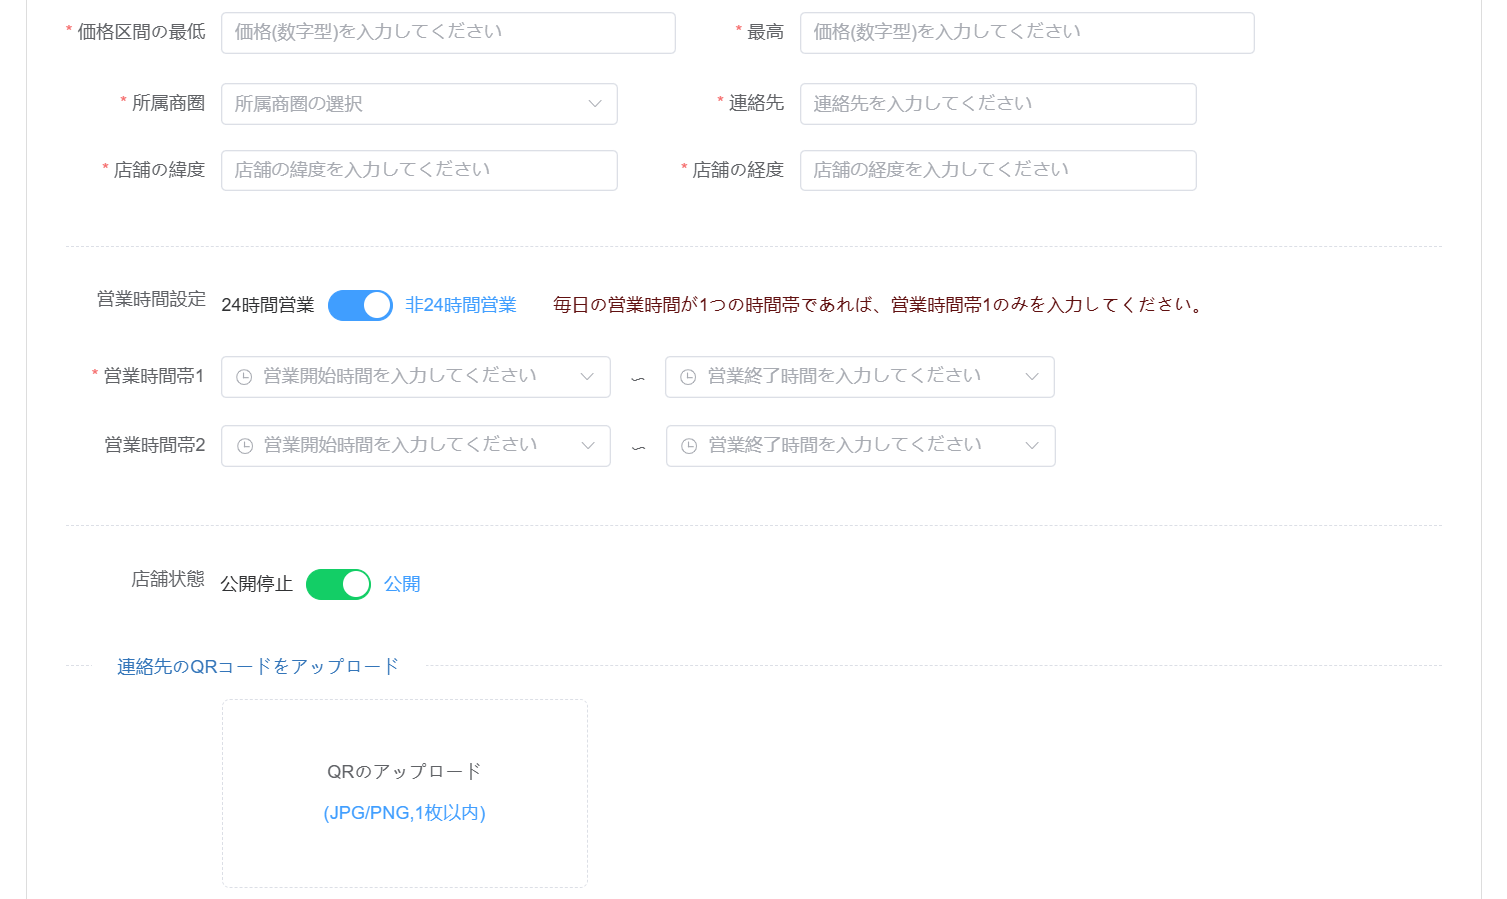 * 価格区間の最低 価格(数字型)を入力してください * 最高 価格(数字型)を入力してください
* 所属商圏 所属商圏の選択 * 連絡先 連絡先を入力してください
* 店舗の緯度 店舗の緯度を入力してください * 店舗の経度 店舗の経度を入力してください
営業時間設定 24時間営業 非24時間営業 毎日の営業時間が1つの時間帯であれば、営業時間帯1のみを入力してください。
* 営業時間帯1 営業開始時間を入力してください ~ 営業終了時間を入力してください
営業時間帯2 営業開始時間を入力してください ~ 営業終了時間を入力してください
店舗状態 公開停止 公開
連絡先のQRコードをアップロード
QRのアップロード
(JPG/PNG,1枚以内)